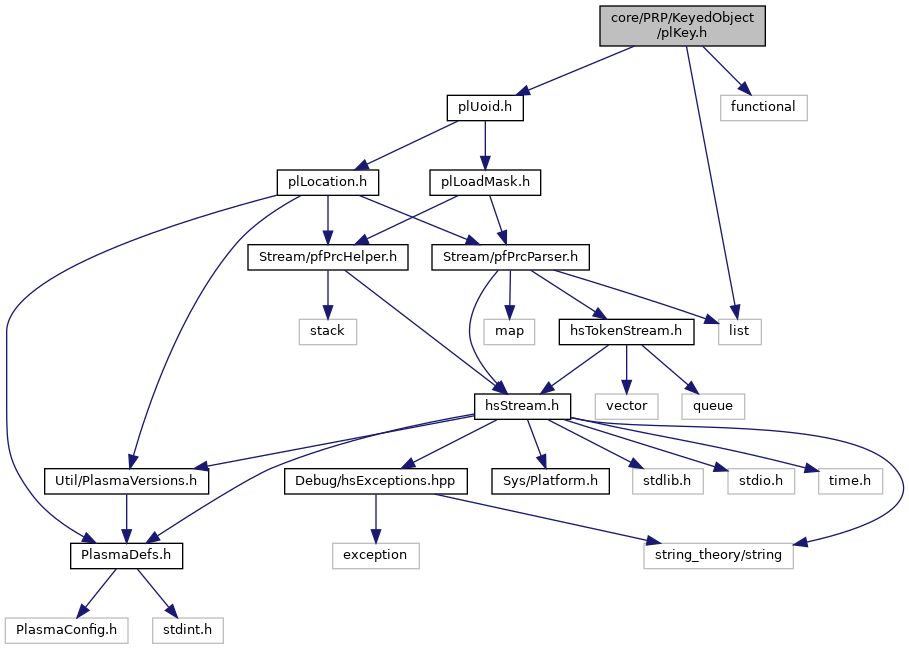 core/PRP/KeyedObject
/plKey.h
plUoid.h
functional
plLocation.h
plLoadMask.h
Stream/pfPrcHelper.h
Stream/pfPrcParser.h
stack
map
hsTokenStream.h
list
hsStream.h
vector
queue
Util/PlasmaVersions.h
Debug/hsExceptions.hpp
Sys/Platform.h
stdlib.h
stdio.h
time.h
PlasmaDefs.h
exception
string_theory/string
PlasmaConfig.h
stdint.h